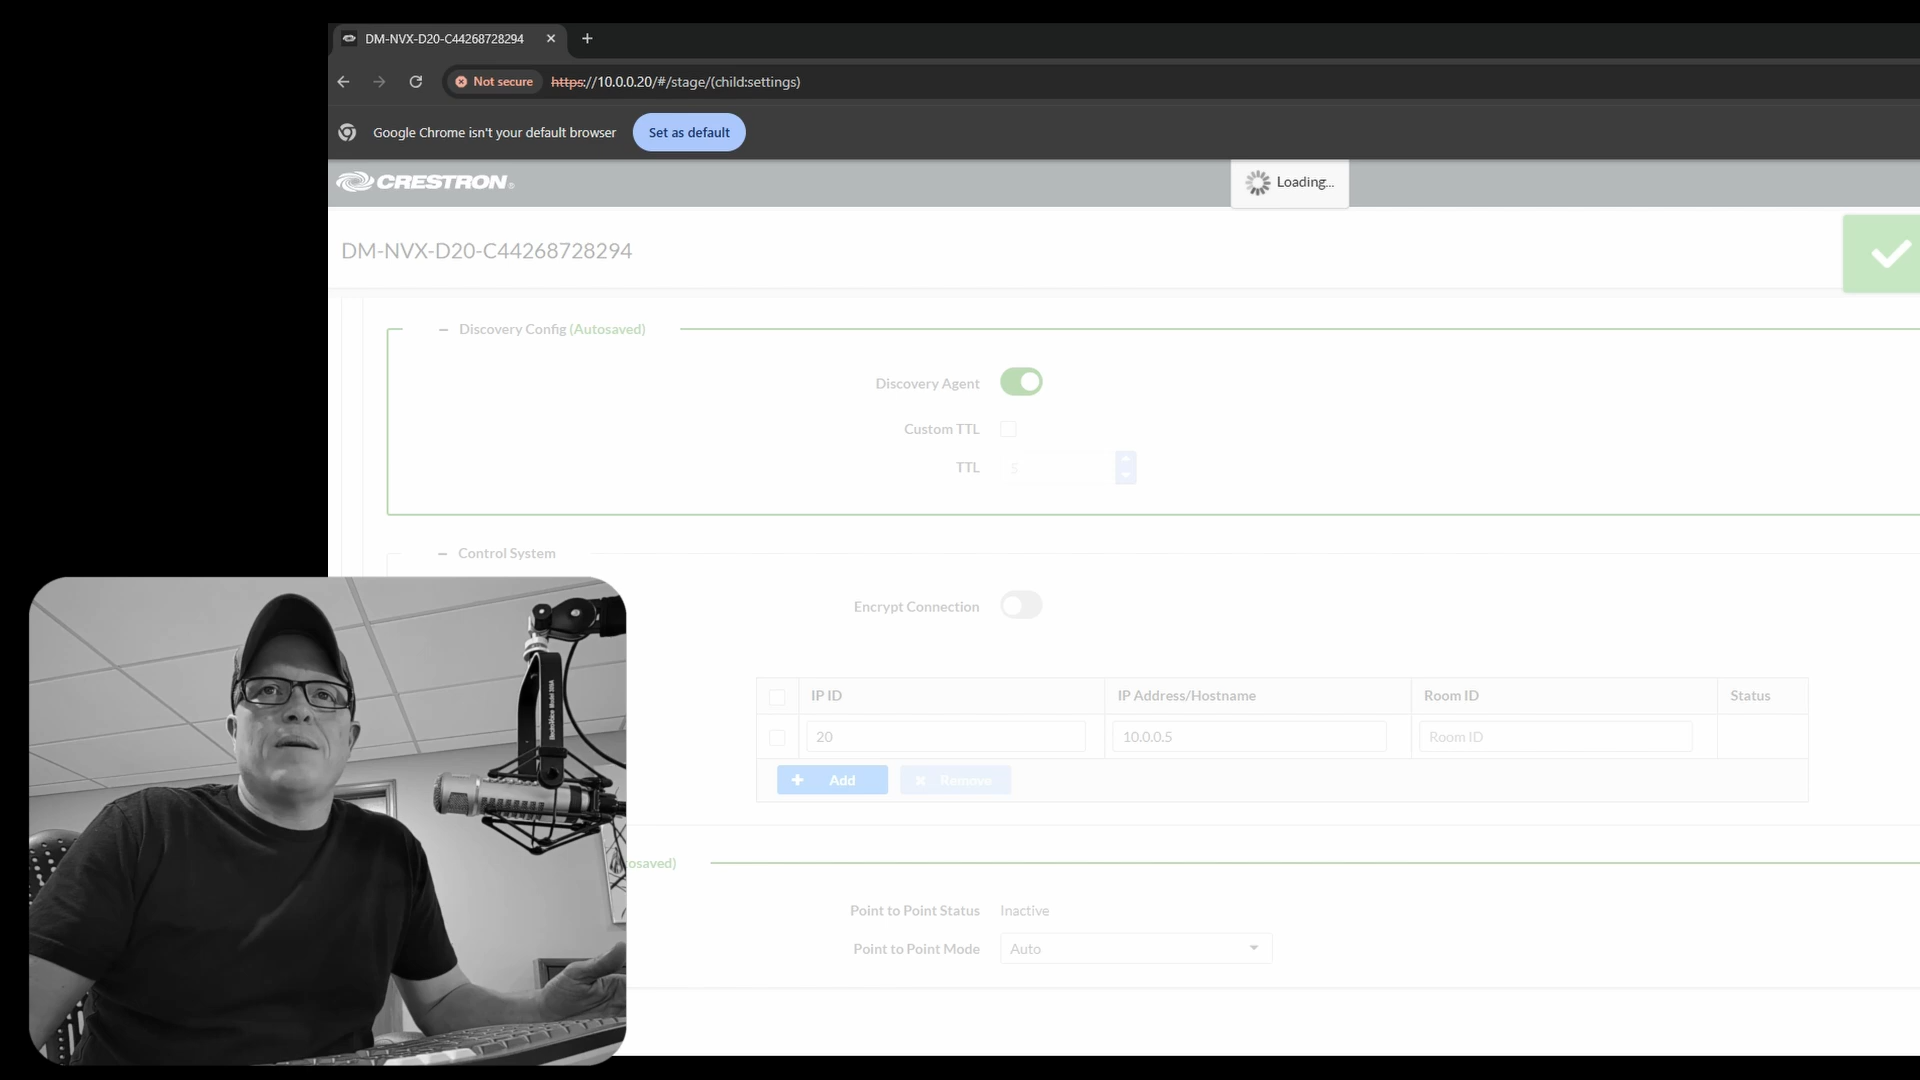 DM-NVX-D20-C44268728294
Not secure
https://10.0.0.20/#/stage/(child:settings)
Google Chrome isn't your default browser
Set as default
CRESTRON®
Loading...
DM-NVX-D20-C44268728294
Discovery Config (Autosaved)
Discovery Agent
Custom TTL
TTL
5
Control System
Encrypt Connection
IP ID
IP Address/Hostname
Room ID
Status
20
10.0.0.5
Room ID
Add
Remove
osaved)
Point to Point Status
Inactive
Point to Point Mode
Auto